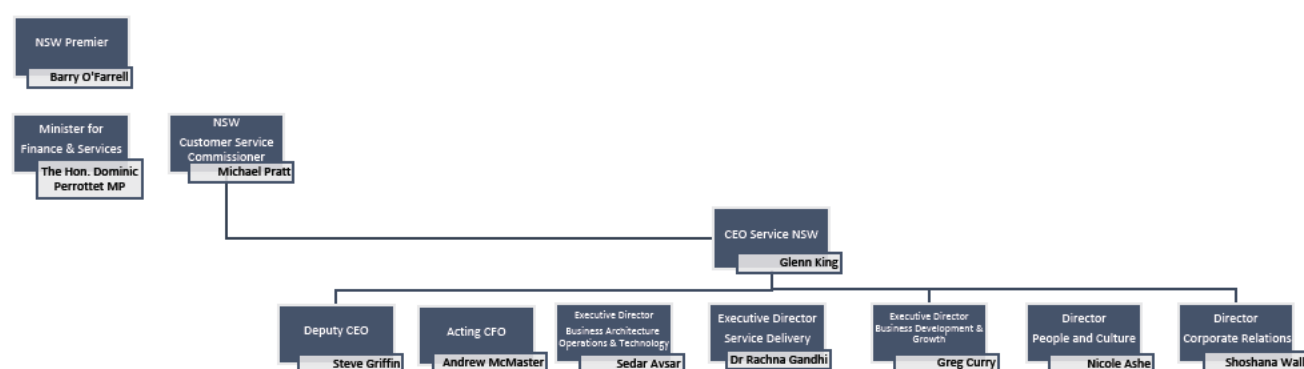 NSW Premier
Barry O'Farrell
Minister for
Finance & Services
The Hon. Dominic
Perrottet MP
NSW
Customer Service
Commissioner
Michael Pratt
CEO Service NSW
Glenn King
Deputy CEO
Steve Griffin
Acting CFO
Andrew McMaster
Executive Director
Business Architecture
Operations & Technology
Sedar Avsar
Executive Director
Service Delivery
Dr Rachna Gandhi
Executive Director
Business Development &
Growth
Greg Curry
Director
People and Culture
Nicole Ashe
Director
Corporate Relations
Shoshana Wall